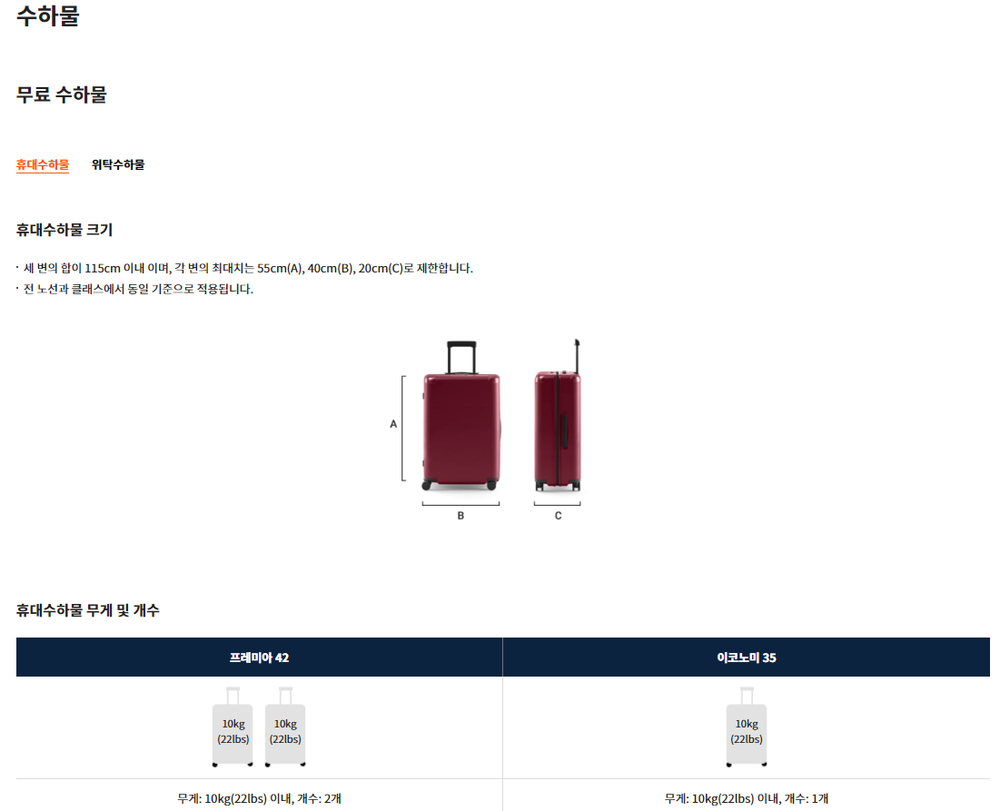 수하물
무료 수하물
휴대수하물 위탁수하물
휴대수하물 크기
· 세 변의 합이 115cm 이내 이며, 각 변의 최대치는 55cm(A), 40cm(B), 20cm(C)로 제한합니다.
· 전 노선과 클래스에서 동일 기준으로 적용됩니다.
A
B C
휴대수하물 무게 및 개수
프레미아 42 이코노미 35
10kg 10kg 10kg
(22lbs) (22lbs) (22lbs)
무게: 10kg(22lbs) 이내, 개수: 2개 무게: 10kg(22lbs) 이내, 개수: 1개